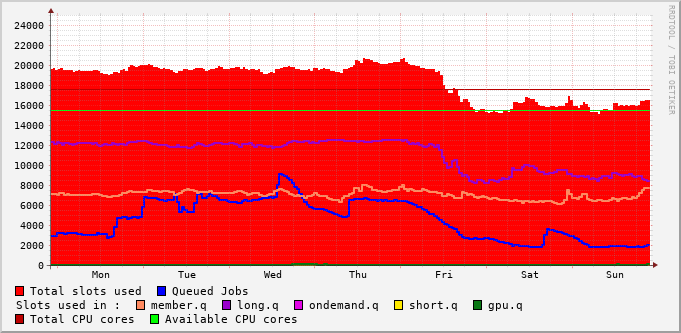 24000
22000
20000
18000
16000
14000
12000
10000
8000
6000
4000
2000
0
Mon Tue Wed Thu Fri Sat Sun
Total slots used Queued Jobs
Slots used in : member.q long.q ondemand.q short.q gpu.q
Total CPU cores Available CPU cores
RRDTOOL / TOBI OETIKER